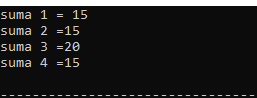 suma 1 = 15
suma 2 =15
suma 3 =20
suma 4 =15
--------------------------------